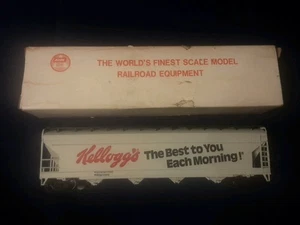 THE WORLD'S FINEST SCALE MODEL
RAILROAD EQUIPMENT
Kellogg's "The Best to You
Each Morning!"